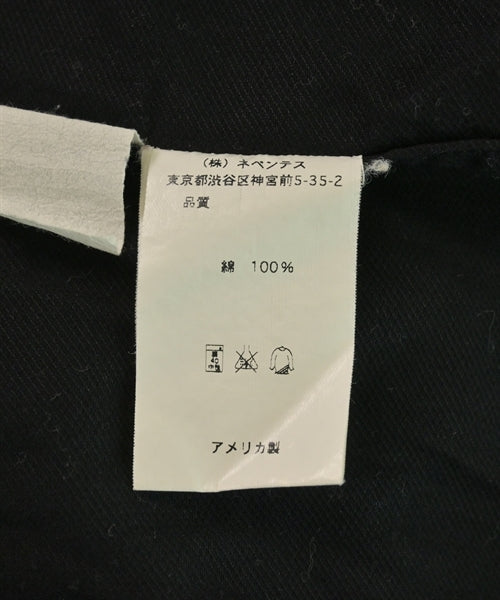 （株）ネペンテス
東京都渋谷区神宮前5-35-2
品質
綿 100%
40
アメリカ製